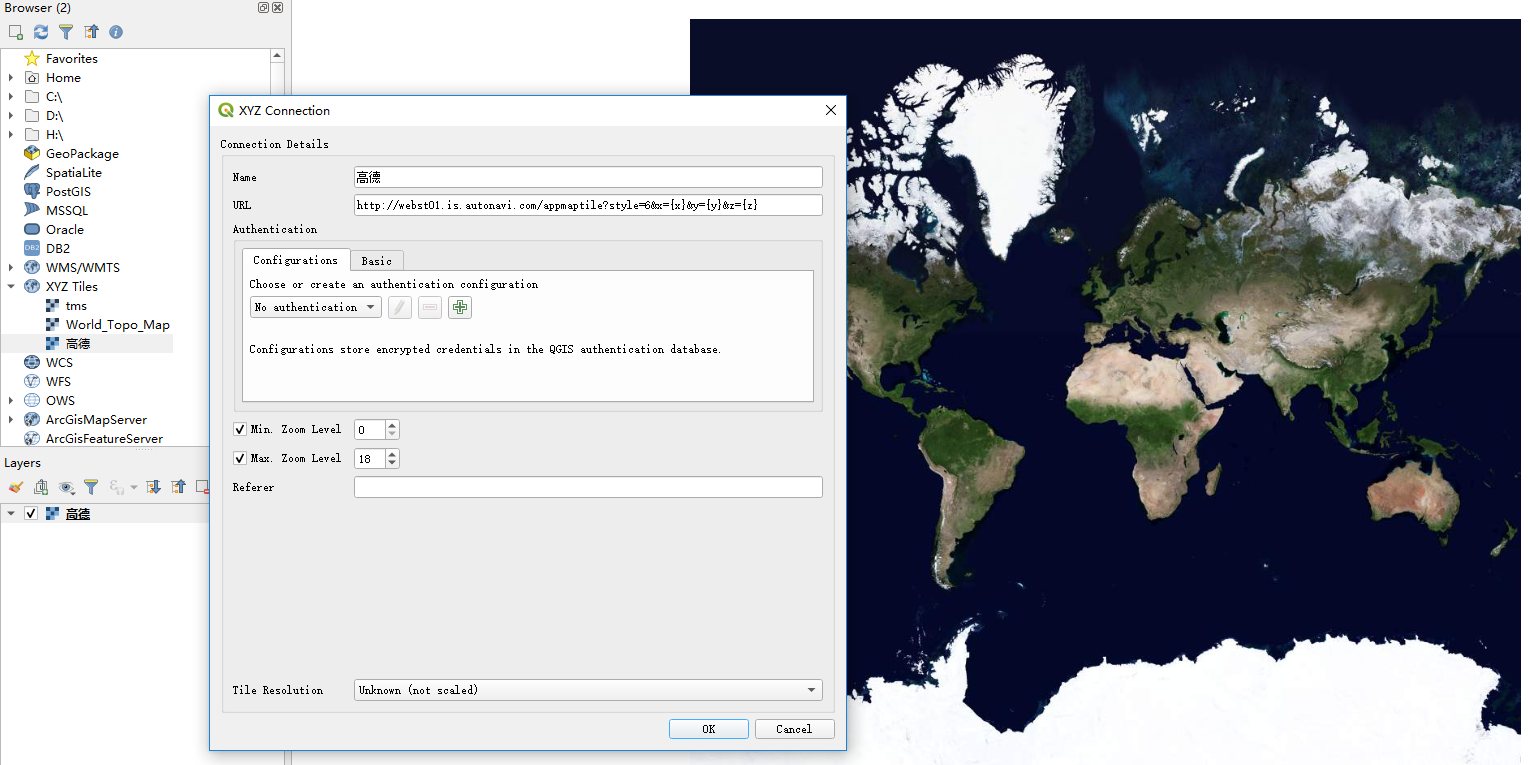 Browser (2)
Favorites
Home
C:\
D:\
H:\
GeoPackage
SpatiaLite
PostGIS
MSSQL
Oracle
DB2
DB2
WMS/WMTS
XYZ Tiles
tms
World_Topo_Map
高德
WCS
WFS
OWS
ArcGisMapServer
ArcGisFeatureServer
Layers
高德
XYZ Connection
Connection Details
Name
高德
URL
http://webst01.is.autonavi.com/appmaptile?style=6&x={x}&y={y}&z={z}
Authentication
Configurations
Basic
Choose or create an authentication configuration
No authentication
Configurations store encrypted credentials in the QGIS authentication database.
Min. Zoom Level
0
Max. Zoom Level
18
Referer
Tile Resolution
Unknown (not scaled)
OK
Cancel